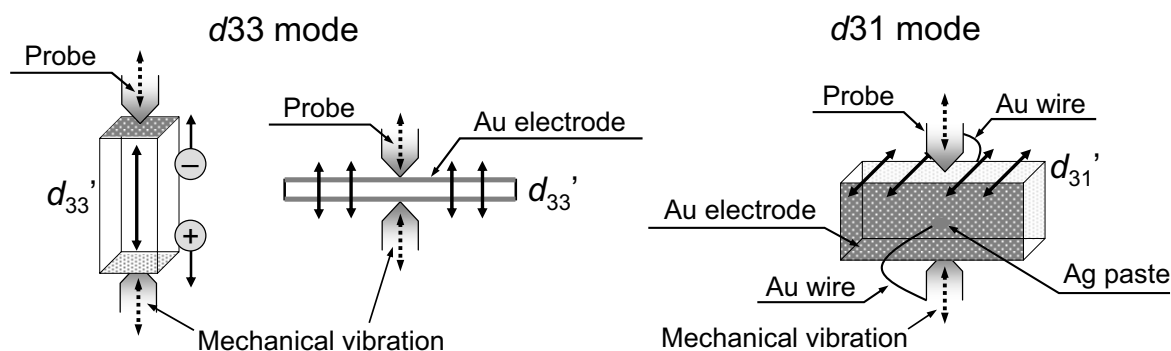 d33 mode
Probe
d33’
−
+
Probe
Au electrode
d33’
Mechanical vibration
d31 mode
Probe
Au wire
d31’
Au electrode
Au wire
Ag paste
Mechanical vibration